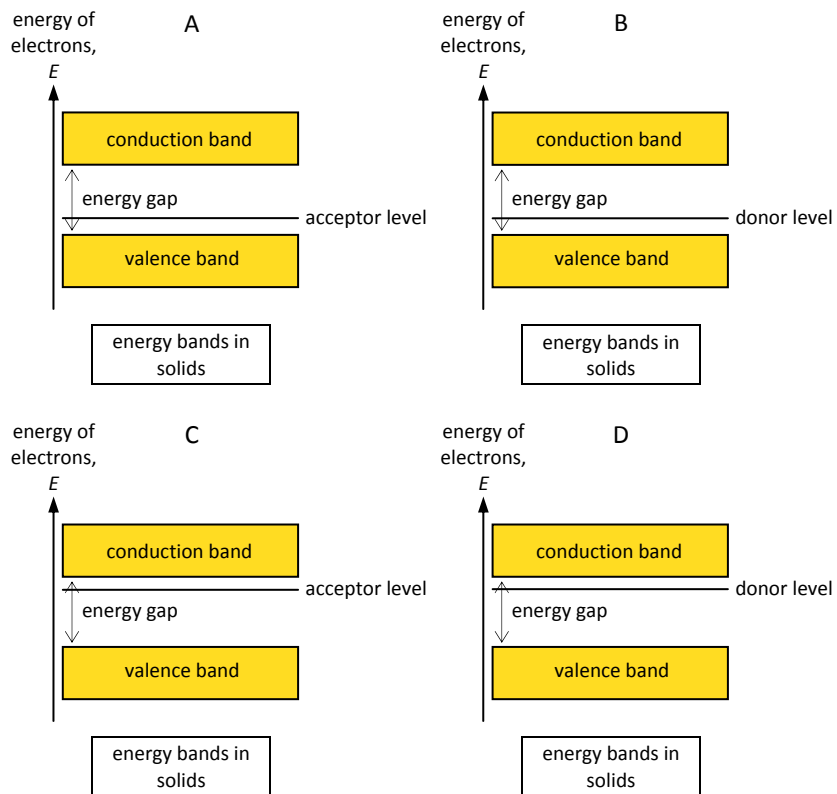 energy of
electrons,
E
A
conduction band
energy gap
acceptor level
valence band
energy bands in
solids
energy of
electrons,
E
B
conduction band
energy gap
donor level
valence band
energy bands in
solids
energy of
electrons,
E
C
conduction band
acceptor level
energy gap
valence band
energy bands in
solids
energy of
electrons,
E
D
conduction band
donor level
energy gap
valence band
energy bands in
solids